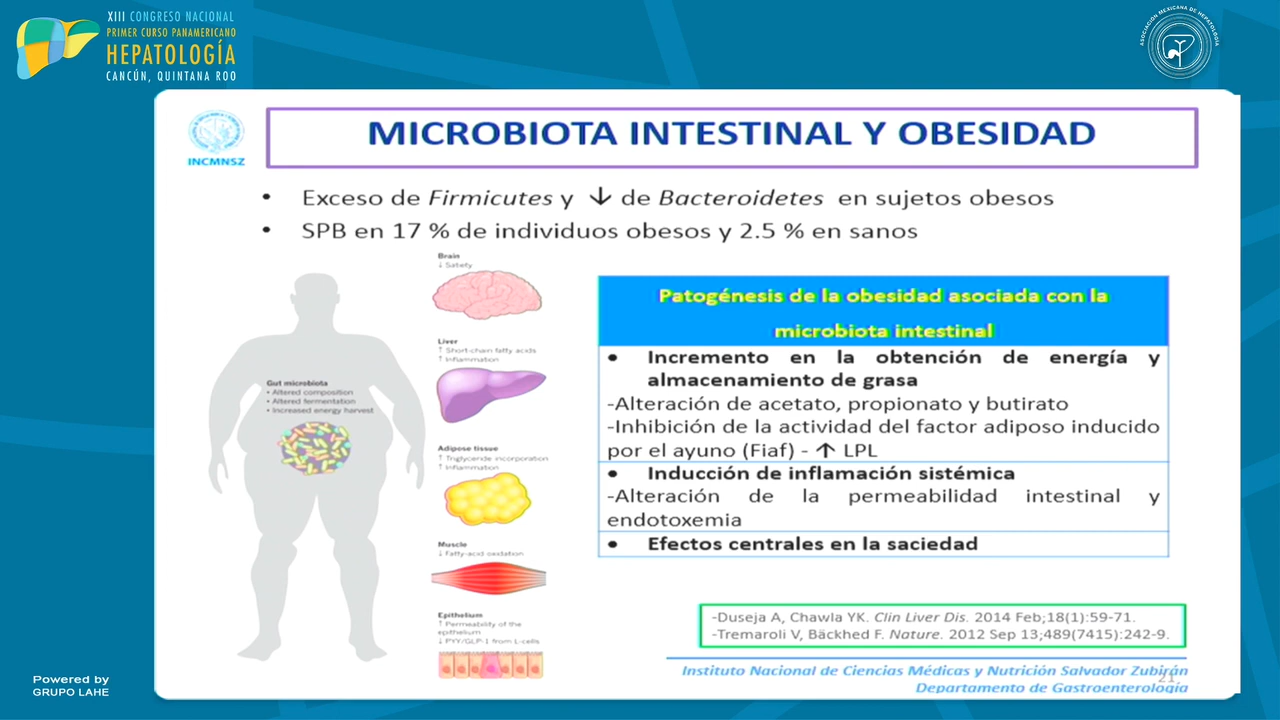 XIII CONGRESO NACIONAL
PRIMER CURSO PANAMERICANO
HEPATOLOGÍA
CANCÚN, QUINTANA ROO
ASOCIACIÓN MEXICANA DE HEPATOLOGÍA
INCMNSZ
MICROBIOTA INTESTINAL Y OBESIDAD
• Exceso de Firmicutes y ↓ de Bacteroidetes en sujetos obesos
• SPB en 17 % de individuos obesos y 2.5 % en sanos
Gut microbiota
• Altered composition
• Altered fermentation
• Increased energy harvest
Brain
↓ Satiety
Liver
↑ Short-chain fatty acids
↑ Inflammation
Adipose tissue
↑ Triglyceride incorporation
↑ Inflammation
Muscle
↓ Fatty-acid oxidation
Epithelium
↑ Permeability of the
epithelium
↓ PYY/GLP-1 from L-cells
Patogénesis de la obesidad asociada con la
microbiota intestinal
• Incremento en la obtención de energía y
almacenamiento de grasa
-Alteración de acetato, propionato y butirato
-Inhibición de la actividad del factor adiposo inducido
por el ayuno (Fiaf) - ↑ LPL
• Inducción de inflamación sistémica
-Alteración de la permeabilidad intestinal y
endotoxemia
• Efectos centrales en la saciedad
-Duseja A, Chawla YK. Clin Liver Dis. 2014 Feb;18(1):59-71.
-Tremaroli V, Bäckhed F. Nature. 2012 Sep 13;489(7415):242-9.
Instituto Nacional de Ciencias Médicas y Nutrición Salvador Zubirán
21
Departamento de Gastroenterología
Powered by
GRUPO LAHE